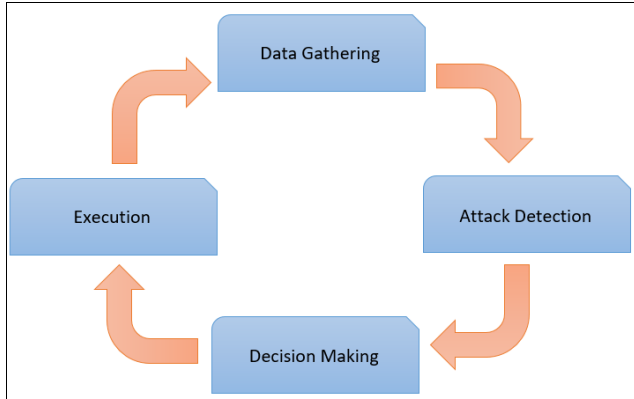 Data Gathering
Attack Detection
Decision Making
Execution